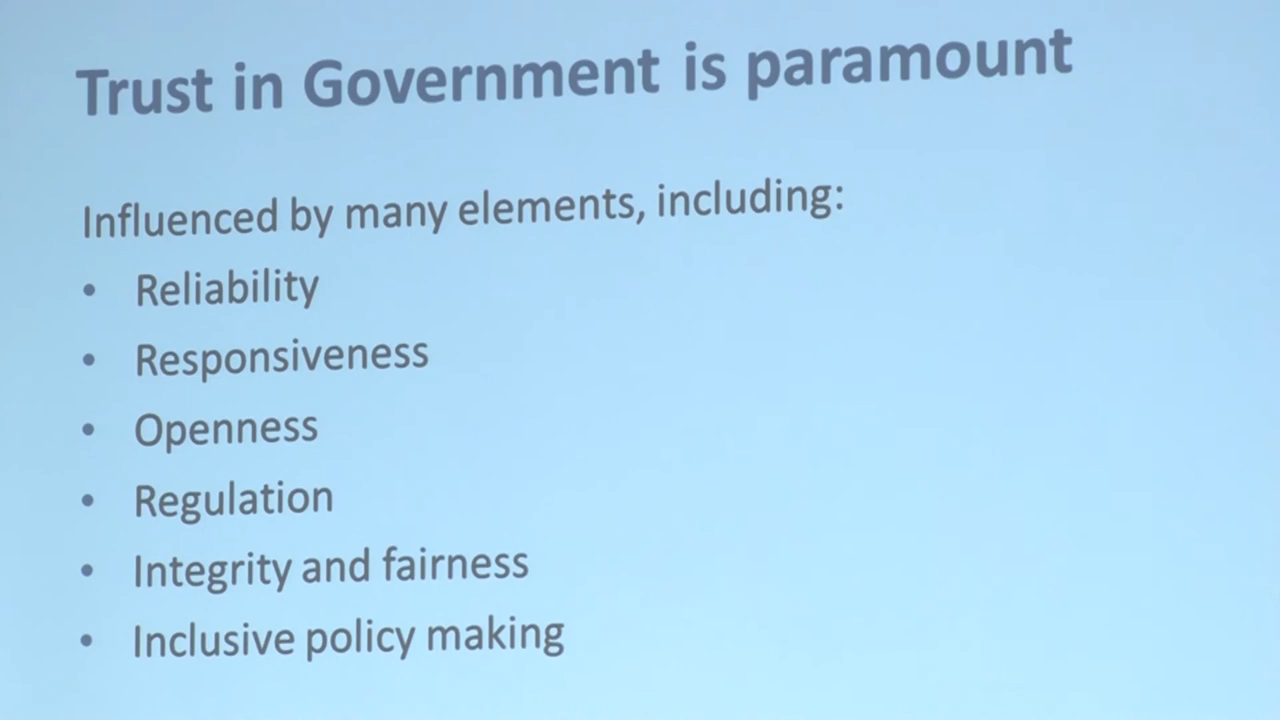 Trust in Government is paramount
Influenced by many elements, including:
• Reliability
• Responsiveness
• Openness
• Regulation
• Integrity and fairness
• Inclusive policy making